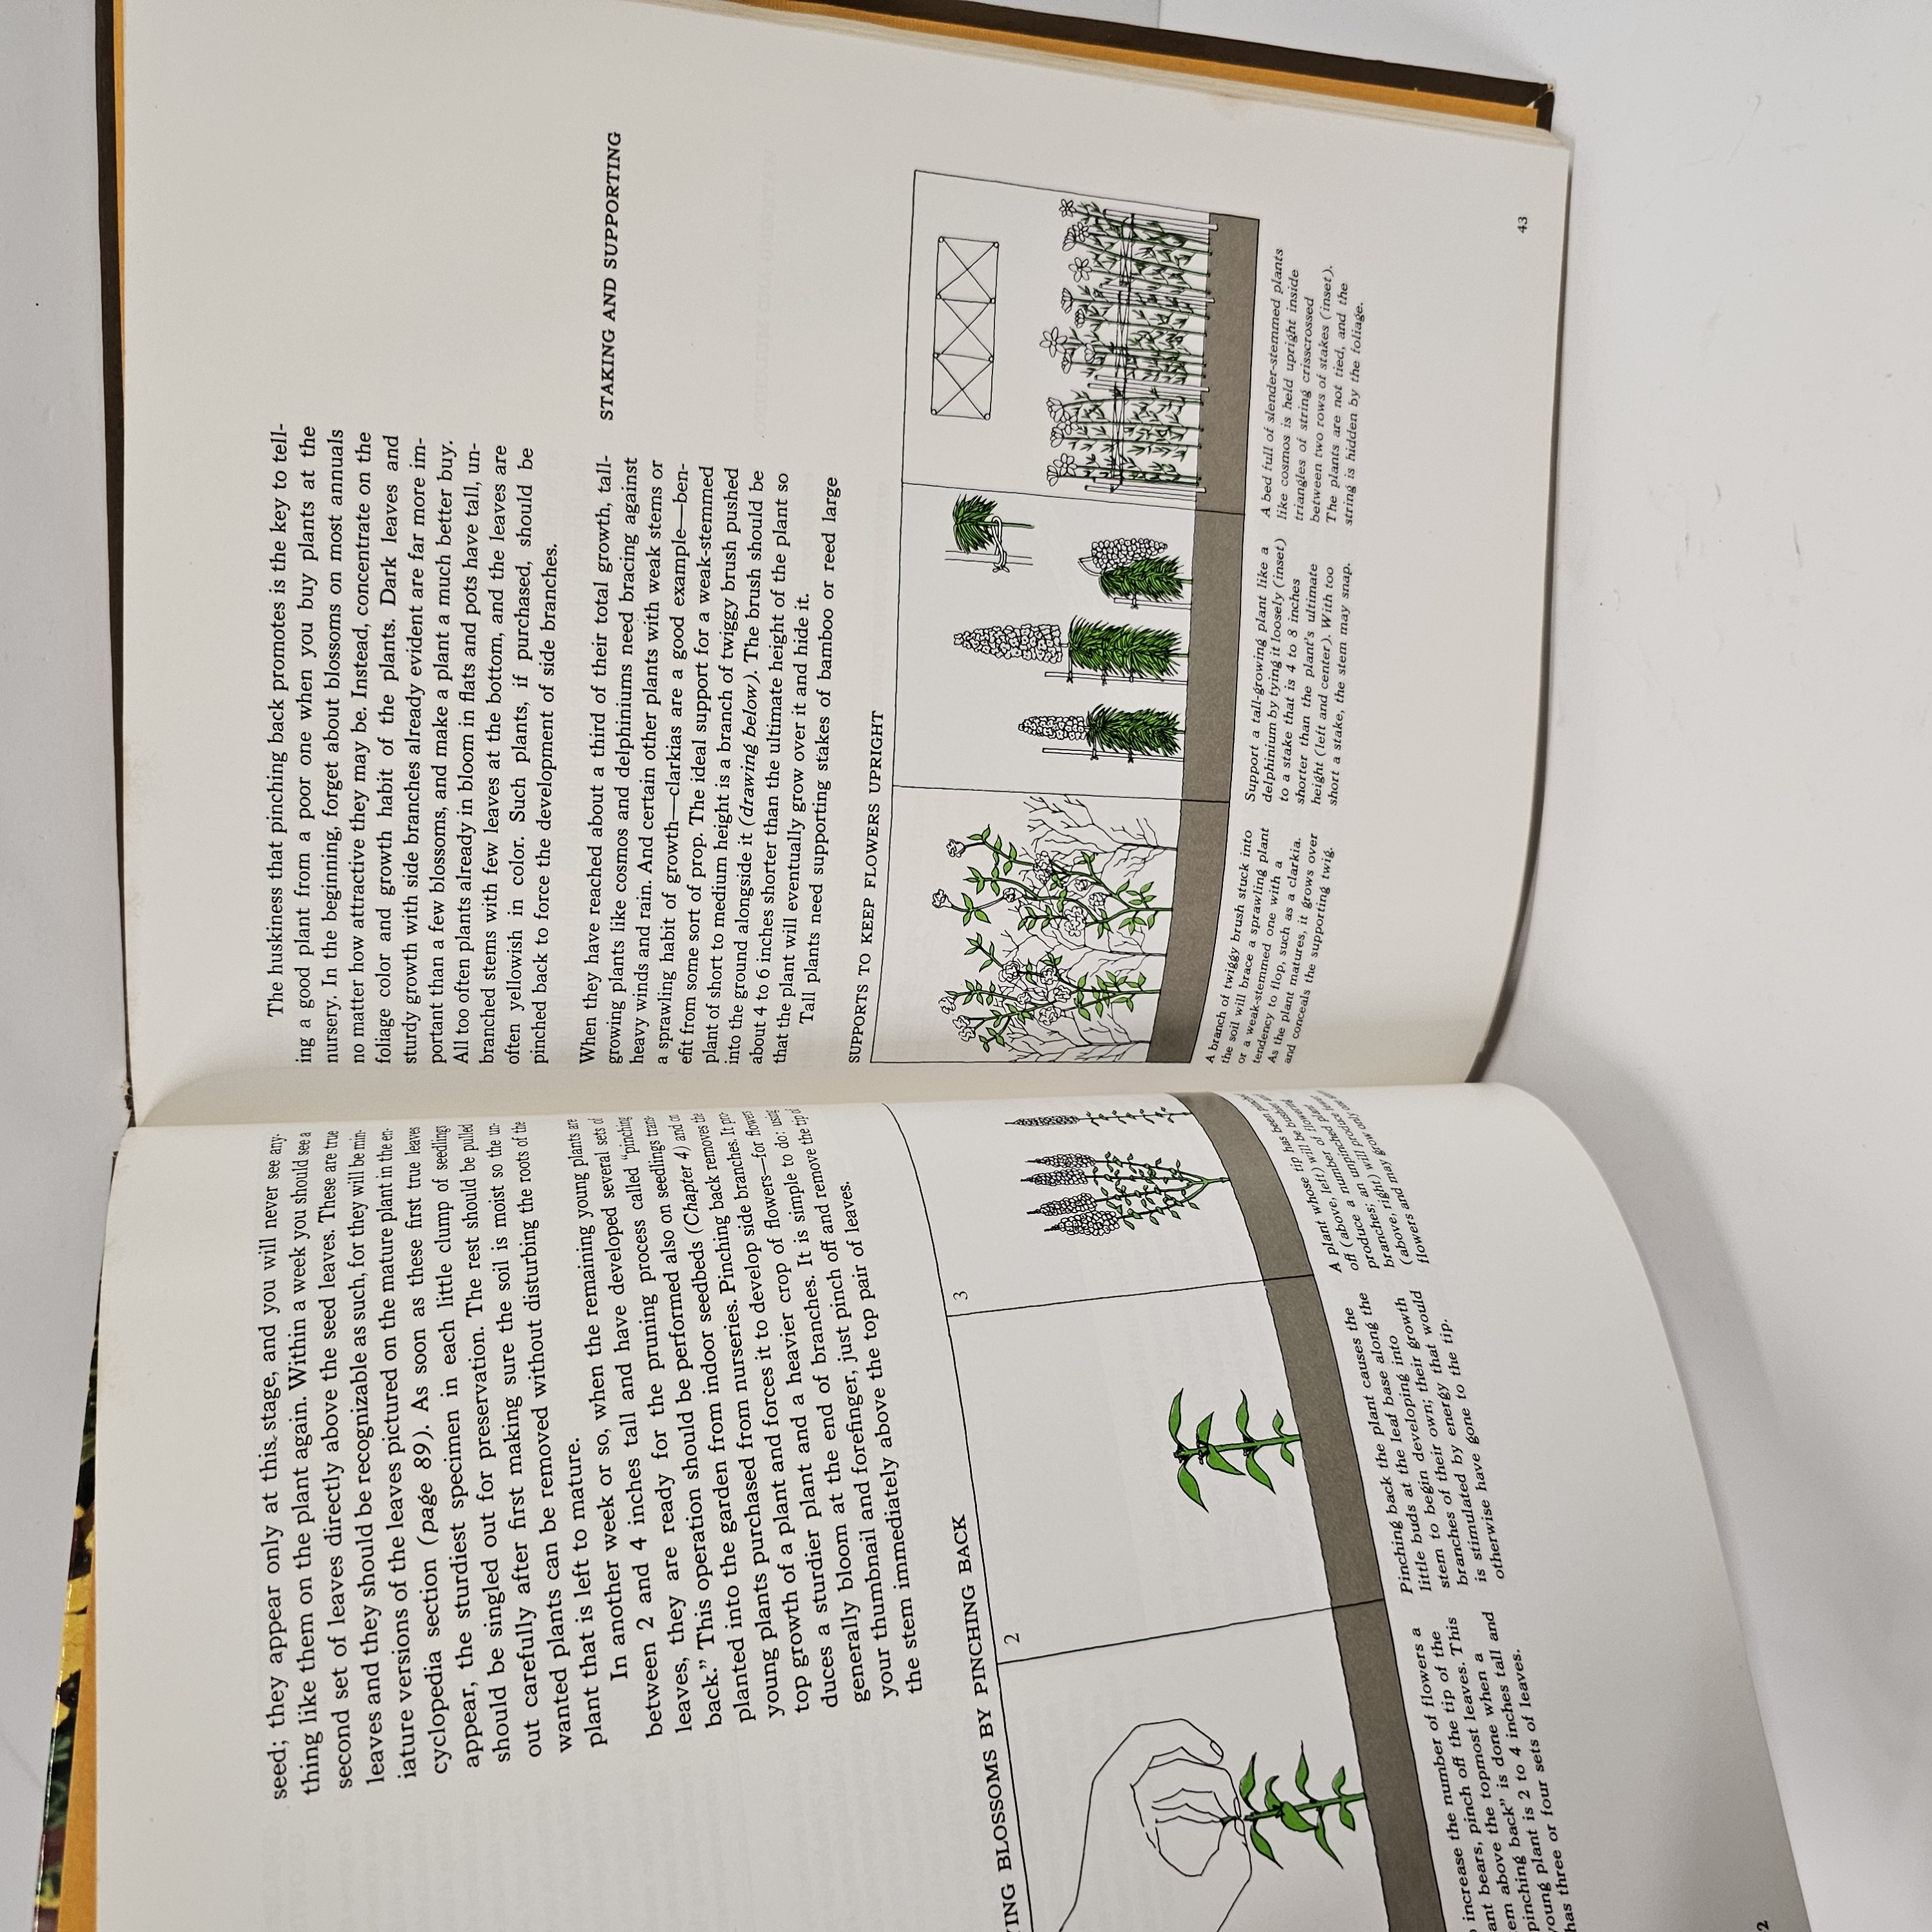 seed; they appear only at this stage, and you will never see any-
thing like them on the plant again. Within a week you should see a
second set of leaves directly above the seed leaves. These are true
leaves and they should be recognizable as such, for they will be min-
iature versions of the leaves pictured on the mature plant in the en-
cyclopedia section (page 89). As soon as these first true leaves
appear, the sturdiest specimen in each little clump of seedlings
should be singled out for preservation. The rest should be pulled
out carefully after first making sure the soil is moist so the un-
wanted plants can be removed without disturbing the roots of the
plant that is left to mature.
In another week or so, when the remaining young plants are
between 2 and 4 inches tall and have developed several sets of
leaves, they are ready for the pruning process called “pinching
back.” This operation should be performed also on seedlings trans-
planted into the garden from indoor seedbeds (Chapter 4) and on
young plants purchased from nurseries. Pinching back removes the
top growth of a plant and forces it to develop side branches. It pro-
duces a sturdier plant and a heavier crop of flowers—for flowers
generally bloom at the end of branches. It is simple to do: using
your thumbnail and forefinger, just pinch off and remove the tip of
the stem immediately above the top pair of leaves.
YING BLOSSOMS BY PINCHING BACK
2
3
increase the number of flowers a
ant bears, pinch off the tip of the
em above the topmost leaves. This
pinching back” is done when a
young plant is 2 to 4 inches tall and
has three or four sets of leaves.
Pinching back the plant causes the
little buds at the leaf base along the
stem to begin developing into
branches of their own; their growth
is stimulated by energy that would
otherwise have gone to the tip.
A plant whose tip has been pinched
off (above, left) will be bushier and
produce a number of flowering
branches; an unpinched plant
(above, right) will produce fewer
flowers and may grow only one stem
2
The huskiness that pinching back promotes is the key to tell-
ing a good plant from a poor one when you buy plants at the
nursery. In the beginning, forget about blossoms on most annuals
no matter how attractive they may be. Instead, concentrate on the
foliage color and growth habit of the plants. Dark leaves and
sturdy growth with side branches already evident are far more im-
portant than a few blossoms, and make a plant a much better buy.
All too often plants already in bloom in flats and pots have tall, un-
branched stems with few leaves at the bottom, and the leaves are
often yellowish in color. Such plants, if purchased, should be
pinched back to force the development of side branches.
STAKING AND SUPPORTING
When they have reached about a third of their total growth, tall-
growing plants like cosmos and delphiniums need bracing against
heavy winds and rain. And certain other plants with weak stems or
a sprawling habit of growth—clarkias are a good example—ben-
efit from some sort of prop. The ideal support for a weak-stemmed
plant of short to medium height is a branch of twiggy brush pushed
into the ground alongside it (drawing below). The brush should be
about 4 to 6 inches shorter than the ultimate height of the plant so
that the plant will eventually grow over it and hide it.
Tall plants need supporting stakes of bamboo or reed large
SUPPORTS TO KEEP FLOWERS UPRIGHT
A branch of twiggy brush stuck into
the soil will brace a sprawling plant
or a weak-stemmed one with a
tendency to flop, such as a clarkia.
As the plant matures, it grows over
and conceals the supporting twig.
Support a tall-growing plant like a
delphinium by tying it loosely (inset)
to a stake that is 4 to 8 inches
shorter than the plant's ultimate
height (left and center). With too
short a stake, the stem may snap.
A bed full of slender-stemmed plants
like cosmos is held upright inside
triangles of string crisscrossed
between two rows of stakes (inset).
The plants are not tied, and the
string is hidden by the foliage.
43